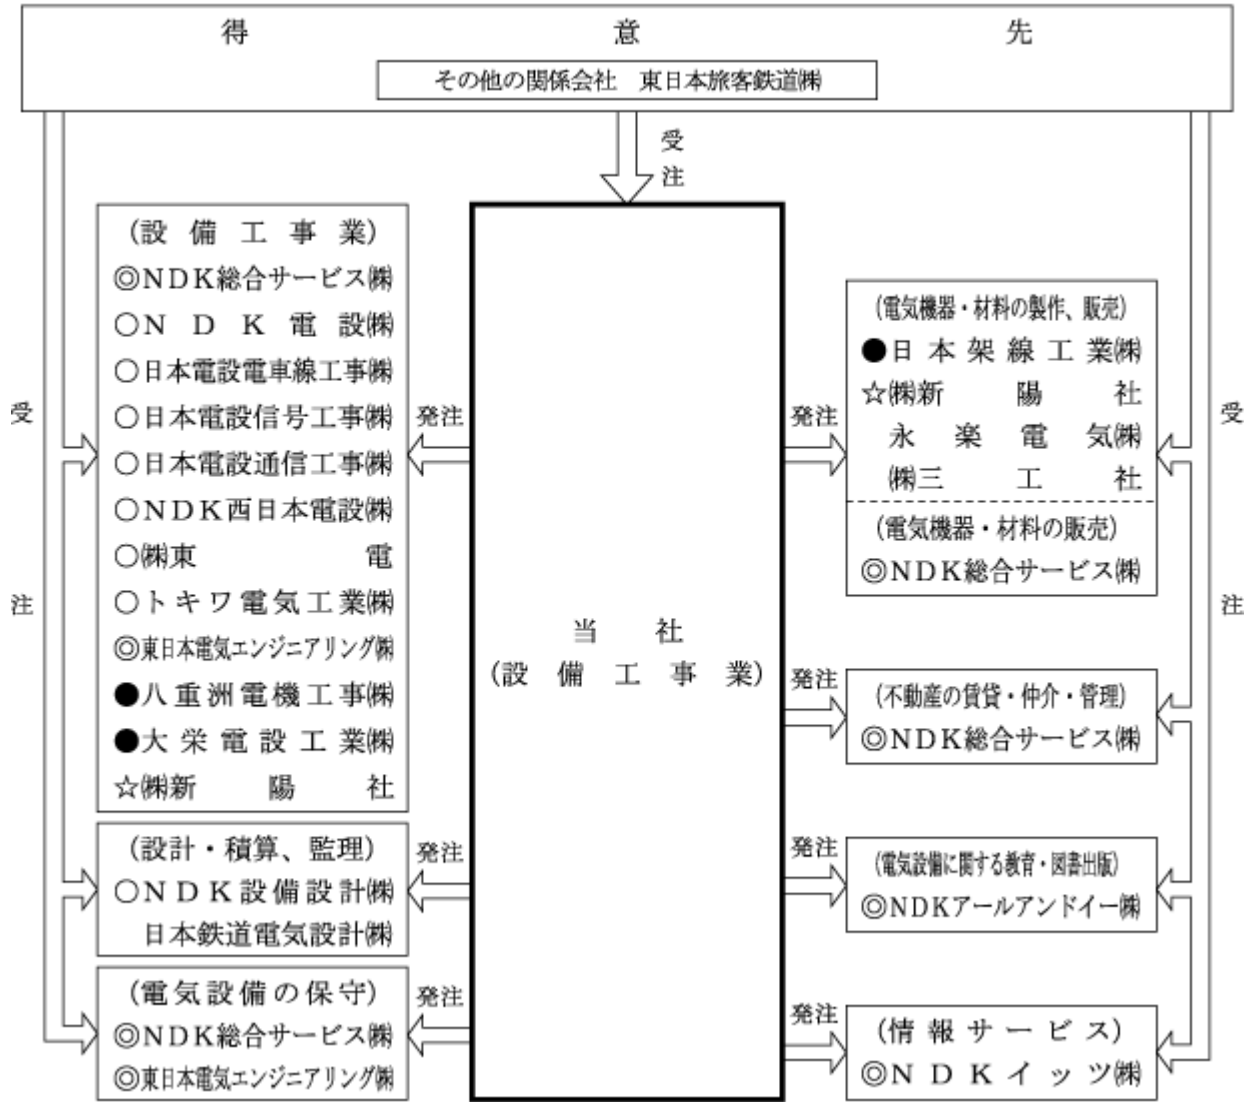 得意先
その他の関係会社　東日本旅客鉄道㈱
受注
受注
(設備工事業)
◎NDK総合サービス㈱
○NDK電設㈱
○日本電設電車線工事㈱
○日本電設信号工事㈱
○日本電設通信工事㈱
○NDK西日本電設㈱
○㈱東電
○トキワ電気工業㈱
◎東日本電気エンジニアリング㈱
●八重洲電機工事㈱
●大栄電設工業㈱
☆㈱新陽社
発注
(設計・積算、監理)
○NDK設備設計㈱
日本鉄道電気設計㈱
発注
(電気設備の保守)
◎NDK総合サービス㈱
◎東日本電気エンジニアリング㈱
発注
当社
(設備工事業)
発注
(電気機器・材料の製作、販売)
●日本架線工業㈱
☆㈱新陽社
永楽電気㈱
㈱三工社
(電気機器・材料の販売)
◎NDK総合サービス㈱
発注
(不動産の賃貸・仲介・管理)
◎NDK総合サービス㈱
発注
(電気設備に関する教育・図書出版)
◎NDKアールアンドイー㈱
発注
(情報サービス)
◎NDKイッツ㈱
受注